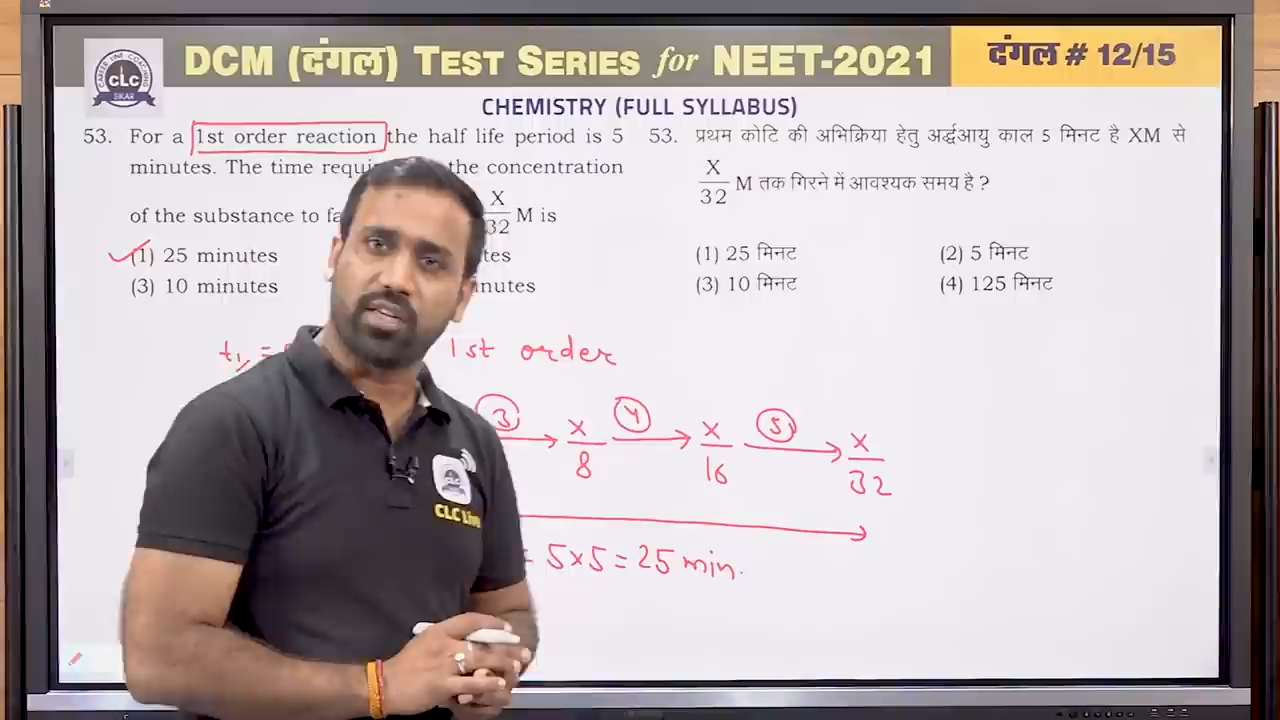 DCM (दंगल) TEST SERIES for NEET-2021
दंगल # 12/15
CAREER LINE COACHING
CLC
SIKAR
CHEMISTRY (FULL SYLLABUS)
53. For a 1st order reaction the half life period is 5
minutes. The time the concentration
of the substance to X/32 M is
(1) 25 minutes
(3) 10 minutes
53. प्रथम कोटि की अभिक्रिया हेतु अर्द्धआयु काल 5 मिनट है XM से
X/32 M तक गिरने में आवश्यक समय है ?
(1) 25 मिनट (2) 5 मिनट
(3) 10 मिनट (4) 125 मिनट
1st order
③ X/8 ④ X/16 ⑤ X/32
= 5×5 = 25 min.
CLC Live